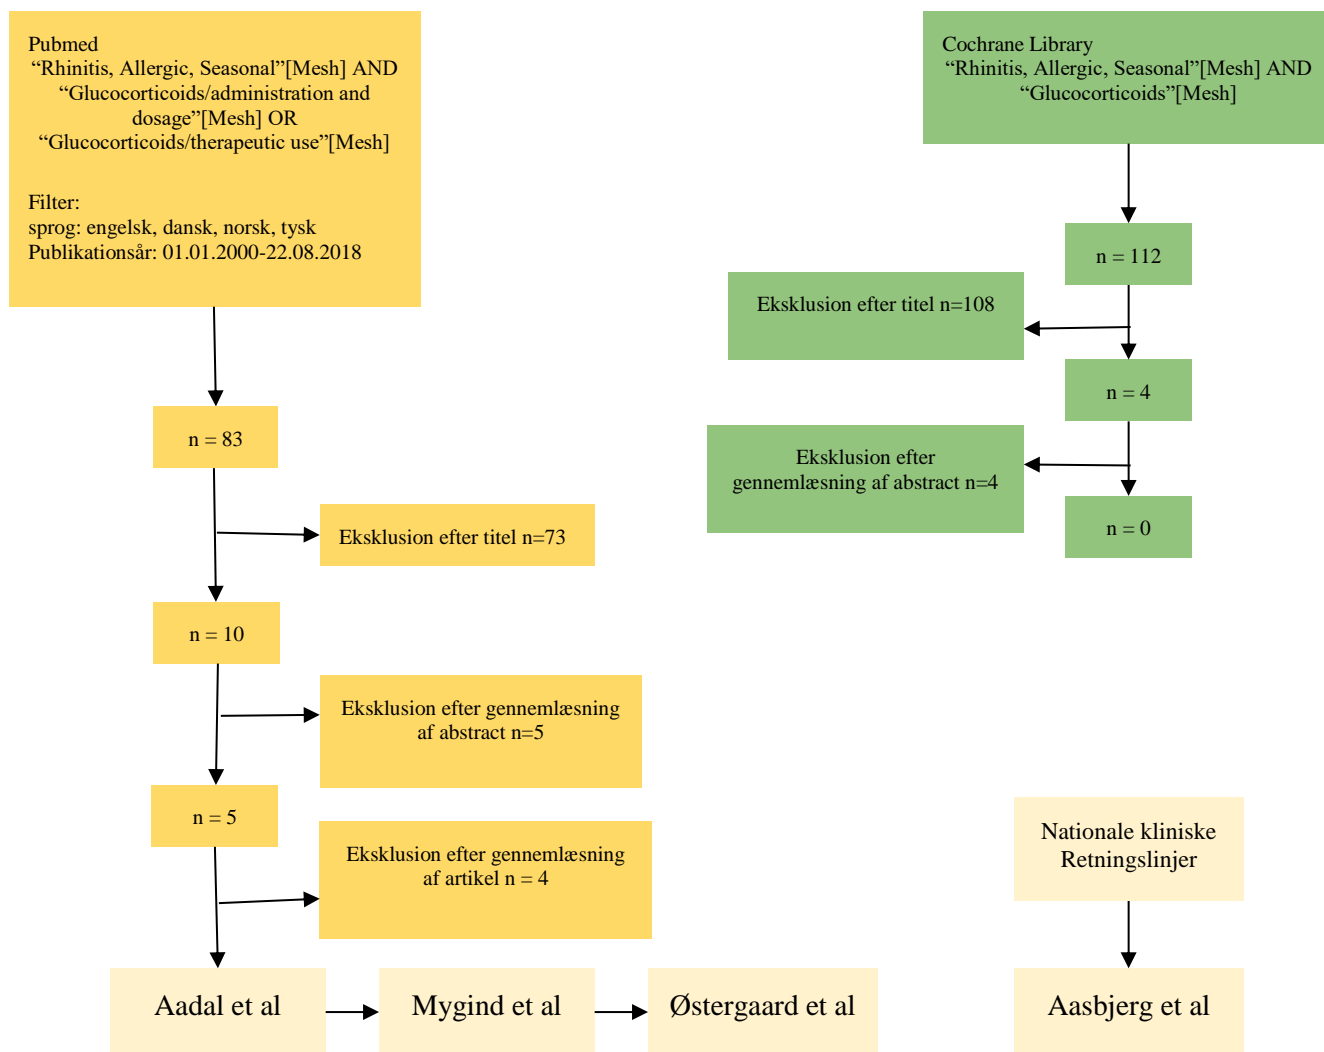 Pubmed
“Rhinitis, Allergic, Seasonal”[Mesh] AND
“Glucocorticoids/administration and
dosage”[Mesh] OR
“Glucocorticoids/therapeutic use”[Mesh]
Filter:
sprog: engelsk, dansk, norsk, tysk
Publikationsår: 01.01.2000-22.08.2018
n = 83
Eksklusion efter titel n=73
n = 10
Eksklusion efter gennemlæsning
af abstract n=5
n = 5
Eksklusion efter gennemlæsning
af artikel n = 4
Aadal et al
Mygind et al
Østergaard et al
Cochrane Library
“Rhinitis, Allergic, Seasonal”[Mesh] AND
“Glucocorticoids”[Mesh]
n = 112
Eksklusion efter titel n=108
n = 4
Eksklusion efter
gennemlæsning af abstract n=4
n = 0
Nationale kliniske
Retningslinjer
Aasbjerg et al